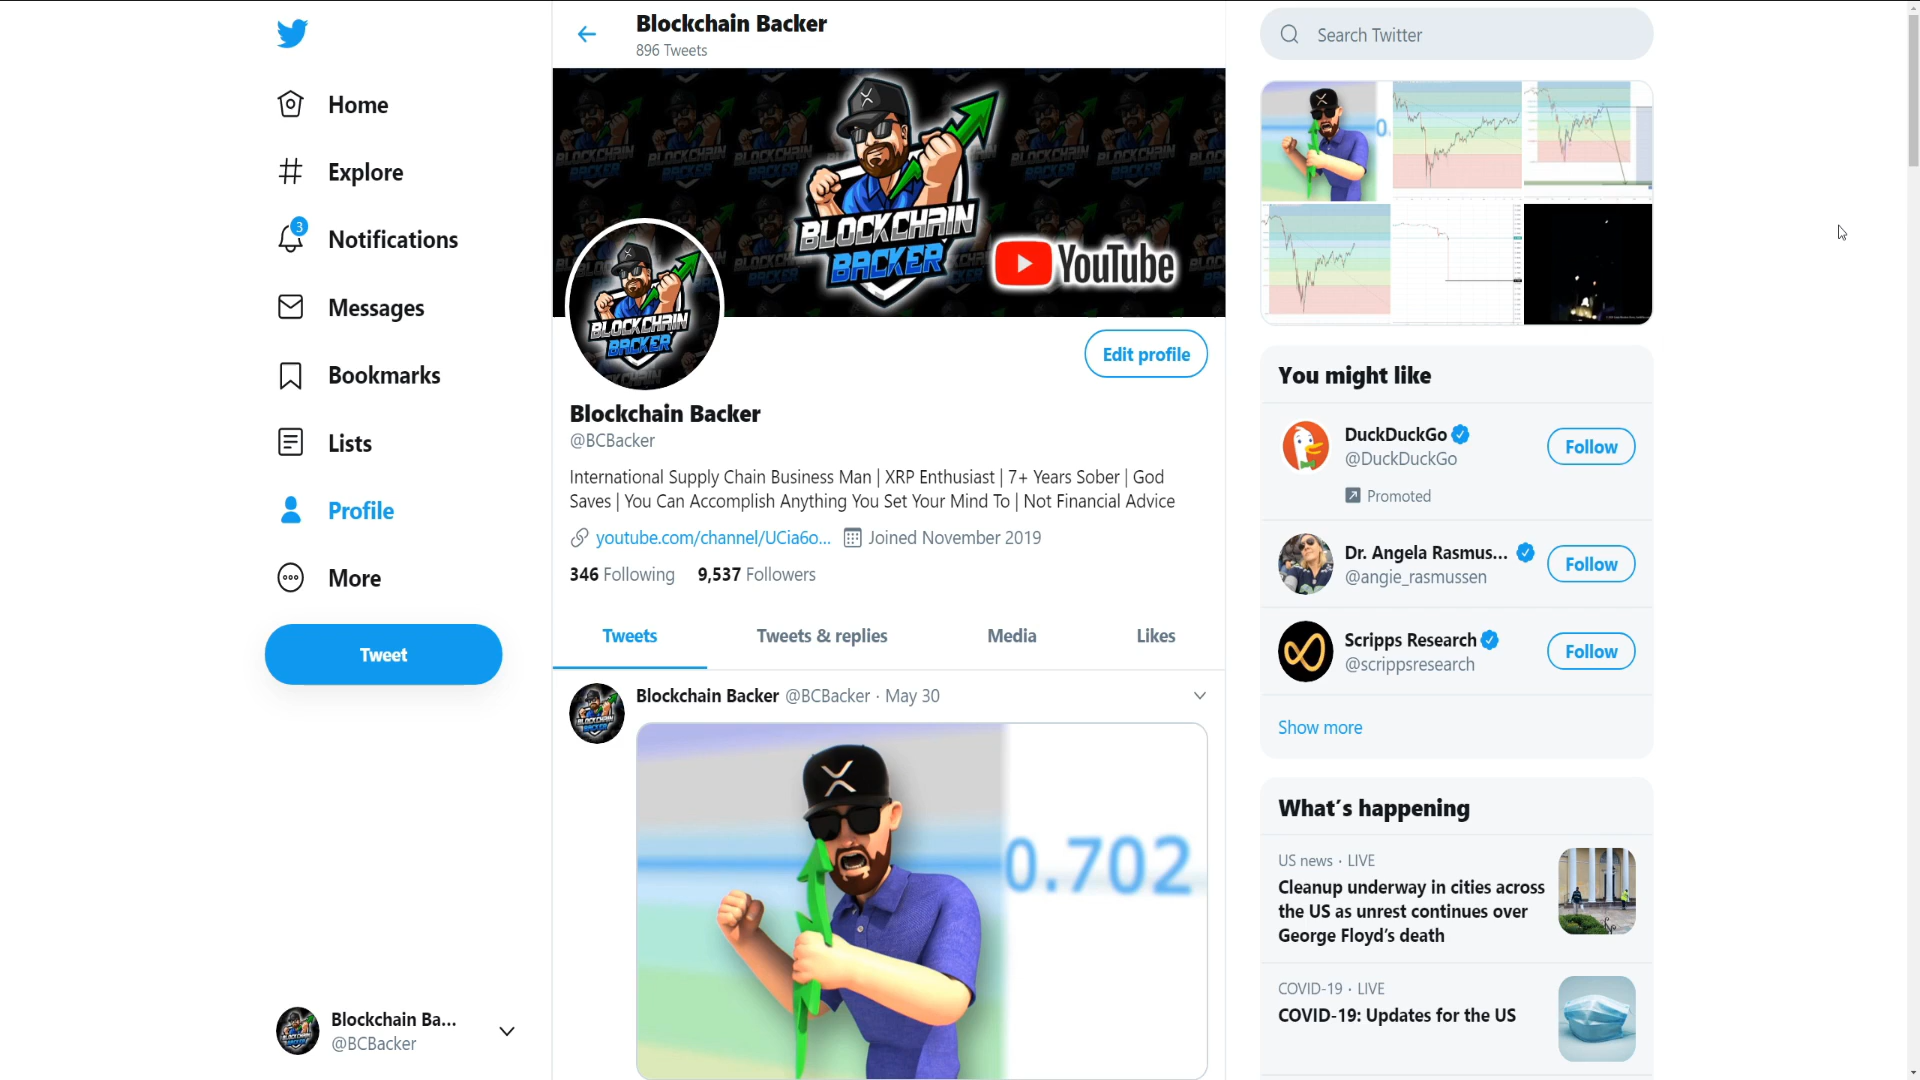 Home
Explore
3
Notifications
Messages
Bookmarks
Lists
Profile
More
Tweet
Blockchain Ba...
@BCBacker
Blockchain Backer
896 Tweets
BLOCKCHAIN
BACKER
YouTube
BLOCKCHAIN
BACKER
Edit profile
Blockchain Backer
@BCBacker
International Supply Chain Business Man | XRP Enthusiast | 7+ Years Sober | God
Saves | You Can Accomplish Anything You Set Your Mind To | Not Financial Advice
youtube.com/channel/UCia6o... Joined November 2019
346 Following 9,537 Followers
Tweets Tweets & replies Media Likes
Blockchain Backer @BCBacker · May 30
0.702
Search Twitter
0.
You might like
DuckDuckGo
@DuckDuckGo
Follow
Promoted
Dr. Angela Rasmus...
@angie_rasmussen
Follow
Scripps Research
@scrippsresearch
Follow
Show more
What's happening
US news · LIVE
Cleanup underway in cities across
the US as unrest continues over
George Floyd's death
COVID-19 · LIVE
COVID-19: Updates for the US